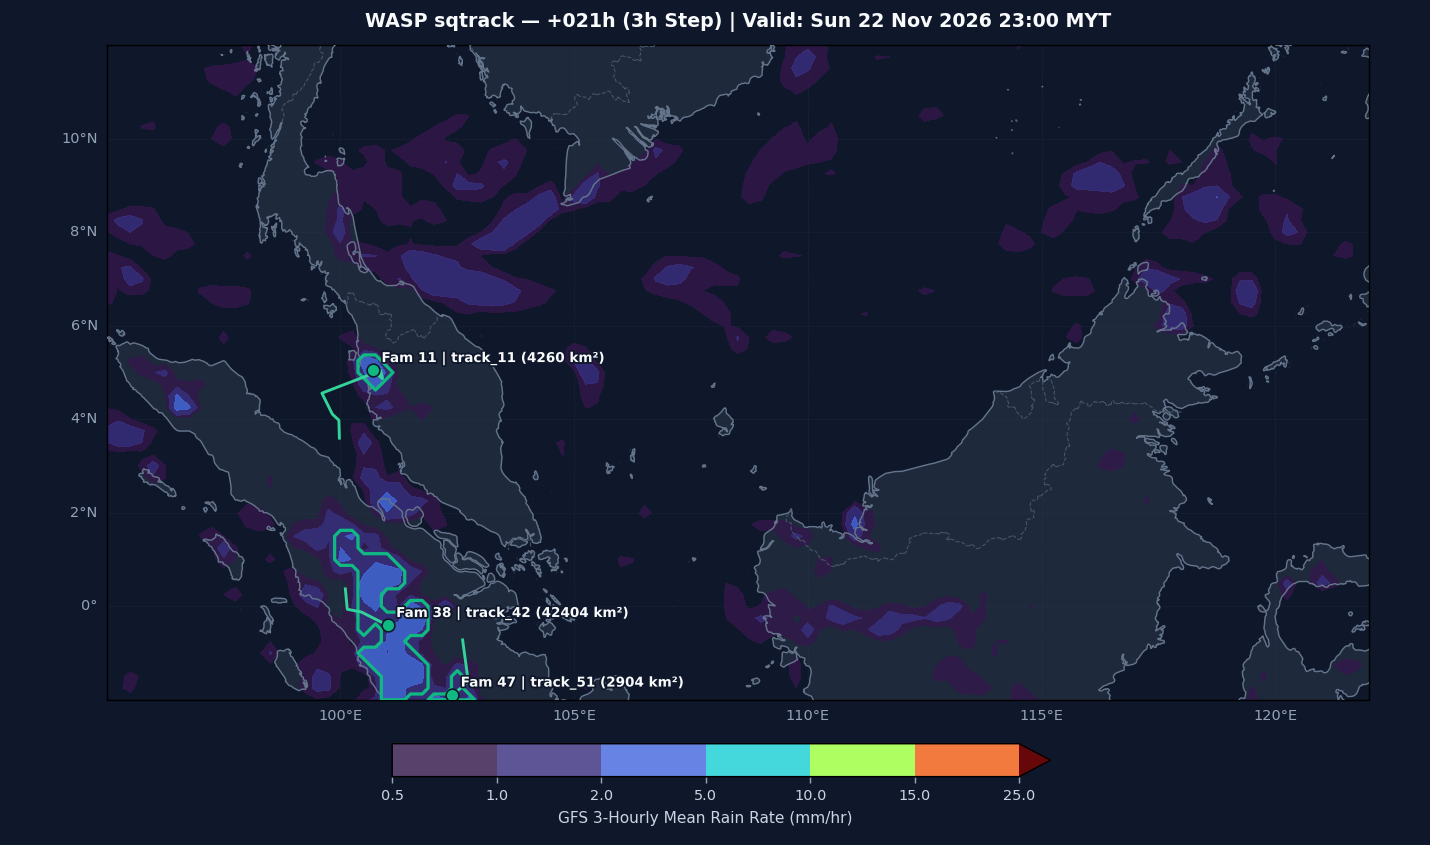 WASP sqtrack — +021h (3h Step) | Valid: Sun 22 Nov 2026 23:00 MYT
10°N
8°N
6°N
Fam 11 | track_11 (4260 km²)
4°N
2°N
0°
Fam 38 | track_42 (42404 km²)
Fam 47 | track_51 (2904 km²)
100°E 105°E 110°E 115°E 120°E
0.5 1.0 2.0 5.0 10.0 15.0 25.0
GFS 3-Hourly Mean Rain Rate (mm/hr)